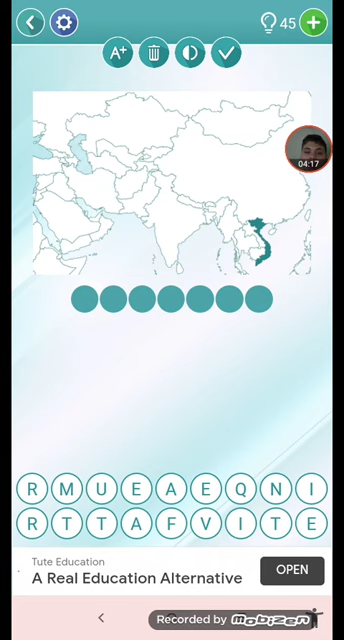 45
A+
04:17
R M U E A E Q N I
R T T A F V I T E
Tute Education
A Real Education Alternative
OPEN
Recorded by mobizen